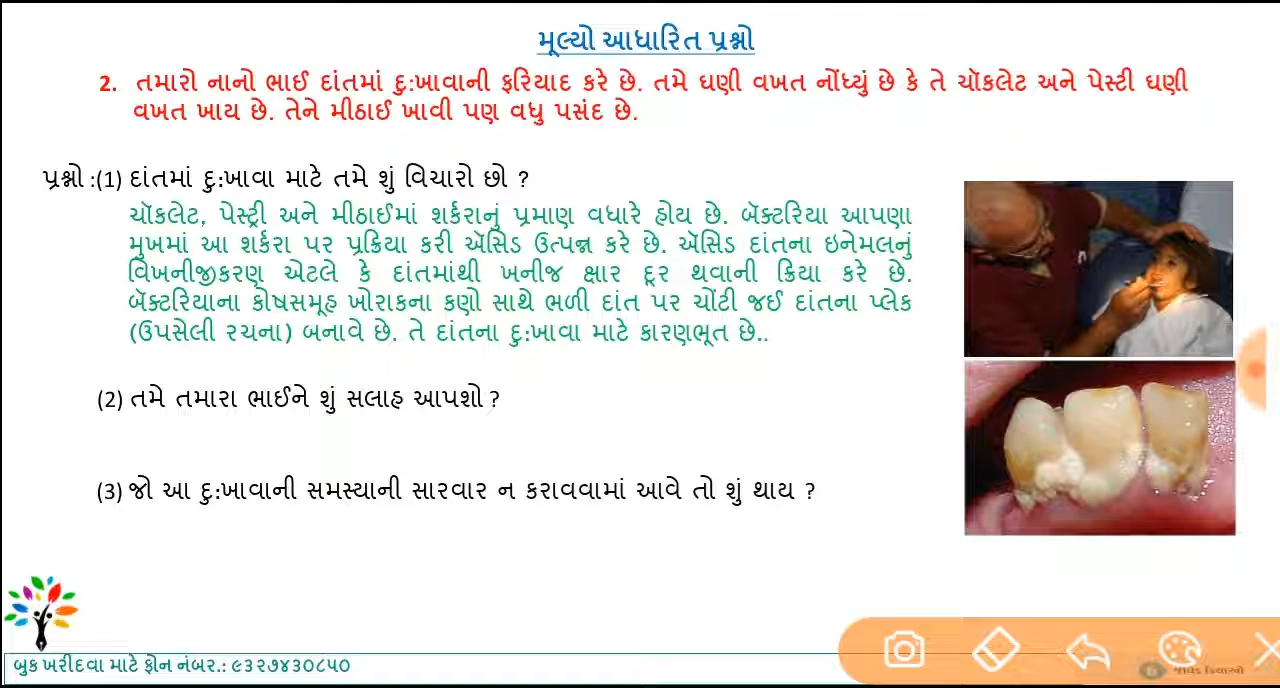 મૂલ્યો આધારિત પ્રશ્નો
2. તમારો નાનો ભાઈ દાંતમાં દુ:ખાવાની ફરિયાદ કરે છે. તમે ઘણી વખત નોંધ્યું છે કે તે ચૉકલેટ અને પેસ્ટી ઘણી
વખત ખાય છે. તેને મીઠાઈ ખાવી પણ વધુ પસંદ છે.
પ્રશ્નો :(1) દાંતમાં દુ:ખાવા માટે તમે શું વિચારો છો ?
ચૉકલેટ, પેસ્ટ્રી અને મીઠાઈમાં શર્કરાનું પ્રમાણ વધારે હોય છે. બૅક્ટરિયા આપણા
મુખમાં આ શર્કરા પર પ્રક્રિયા કરી ઍસિડ ઉત્પન્ન કરે છે. ઍસિડ દાંતના ઇનેમલનું
વિખનીજીકરણ એટલે કે દાંતમાંથી ખનીજ ક્ષાર દૂર થવાની ક્રિયા કરે છે.
બૅક્ટરિયાના કોષસમૂહ ખોરાકના કણો સાથે ભળી દાંત પર ચોંટી જઈ દાંતના પ્લેક
(ઉપસેલી રચના) બનાવે છે. તે દાંતના દુ:ખાવા માટે કારણભૂત છે..
(2) તમે તમારા ભાઈને શું સલાહ આપશો ?
(3) જો આ દુ:ખાવાની સમસ્યાની સારવાર ન કરાવવામાં આવે તો શું થાય ?
બુક ખરીદવા માટે ફોન નંબર.: ૯૩૨૭૪૩૦૮૫૦
6 જૈવિક ક્રિયાઓ